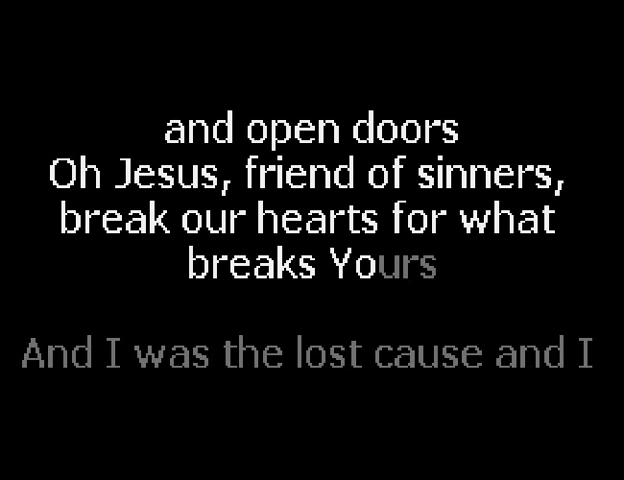 and open doors
Oh Jesus, friend of sinners,
break our hearts for what
breaks Yours
And I was the lost cause and I